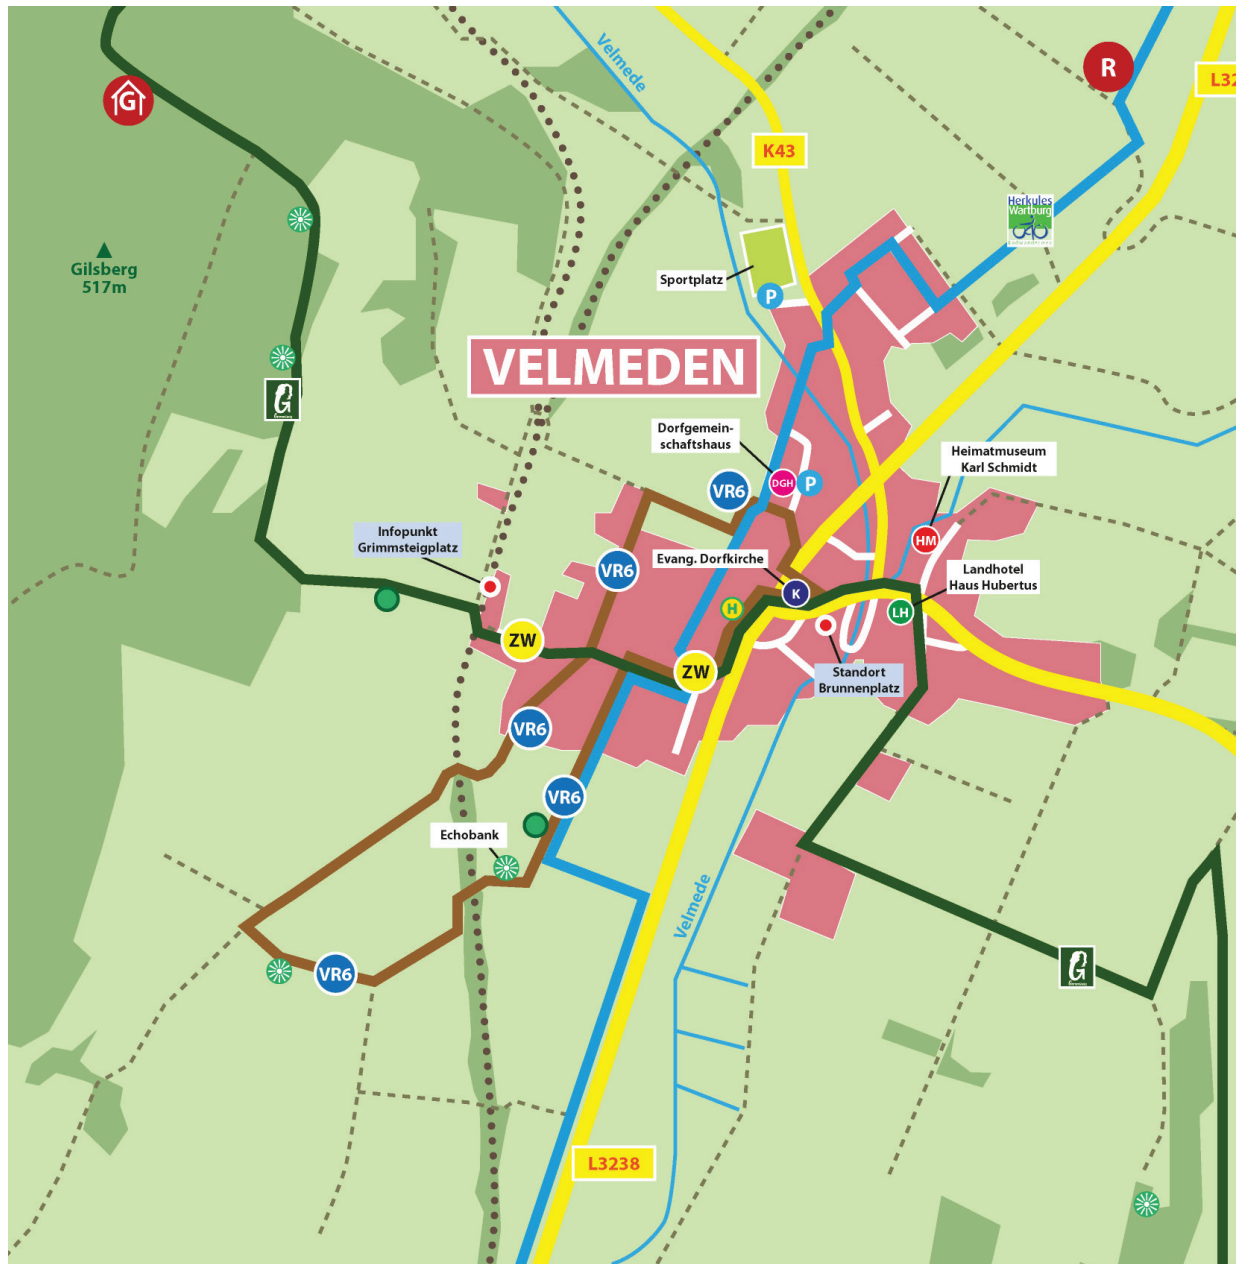 Velmede
R
L32
G
K43
Herkules
Wartburg
Gilsberg
517m
Sportplatz
P
VELMEDEN
G
Dorfgemein-
schaftshaus
Heimatmuseum
Karl Schmidt
DGH
P
VR6
Infopunkt
Grimmsteigplatz
HM
Evang. Dorfkirche
VR6
Landhotel
Haus Hubertus
K
H
LH
ZW
ZW
Standort
Brunnenplatz
VR6
VR6
Echobank
Velmede
VR6
G
L3238